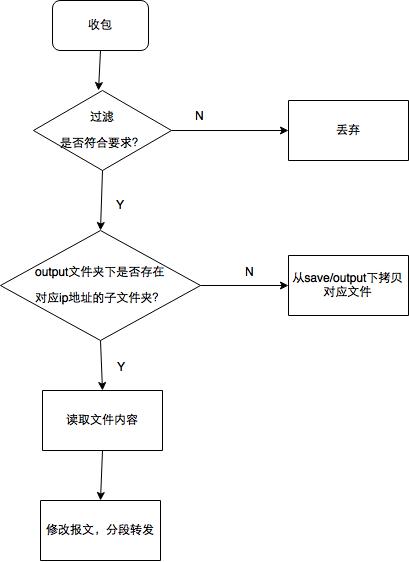 收包
过滤
是否符合要求?
N
丢弃
Y
output文件夹下是否存在
对应ip地址的子文件夹?
N
从save/output下拷贝
对应文件
Y
读取文件内容
修改报文，分段转发